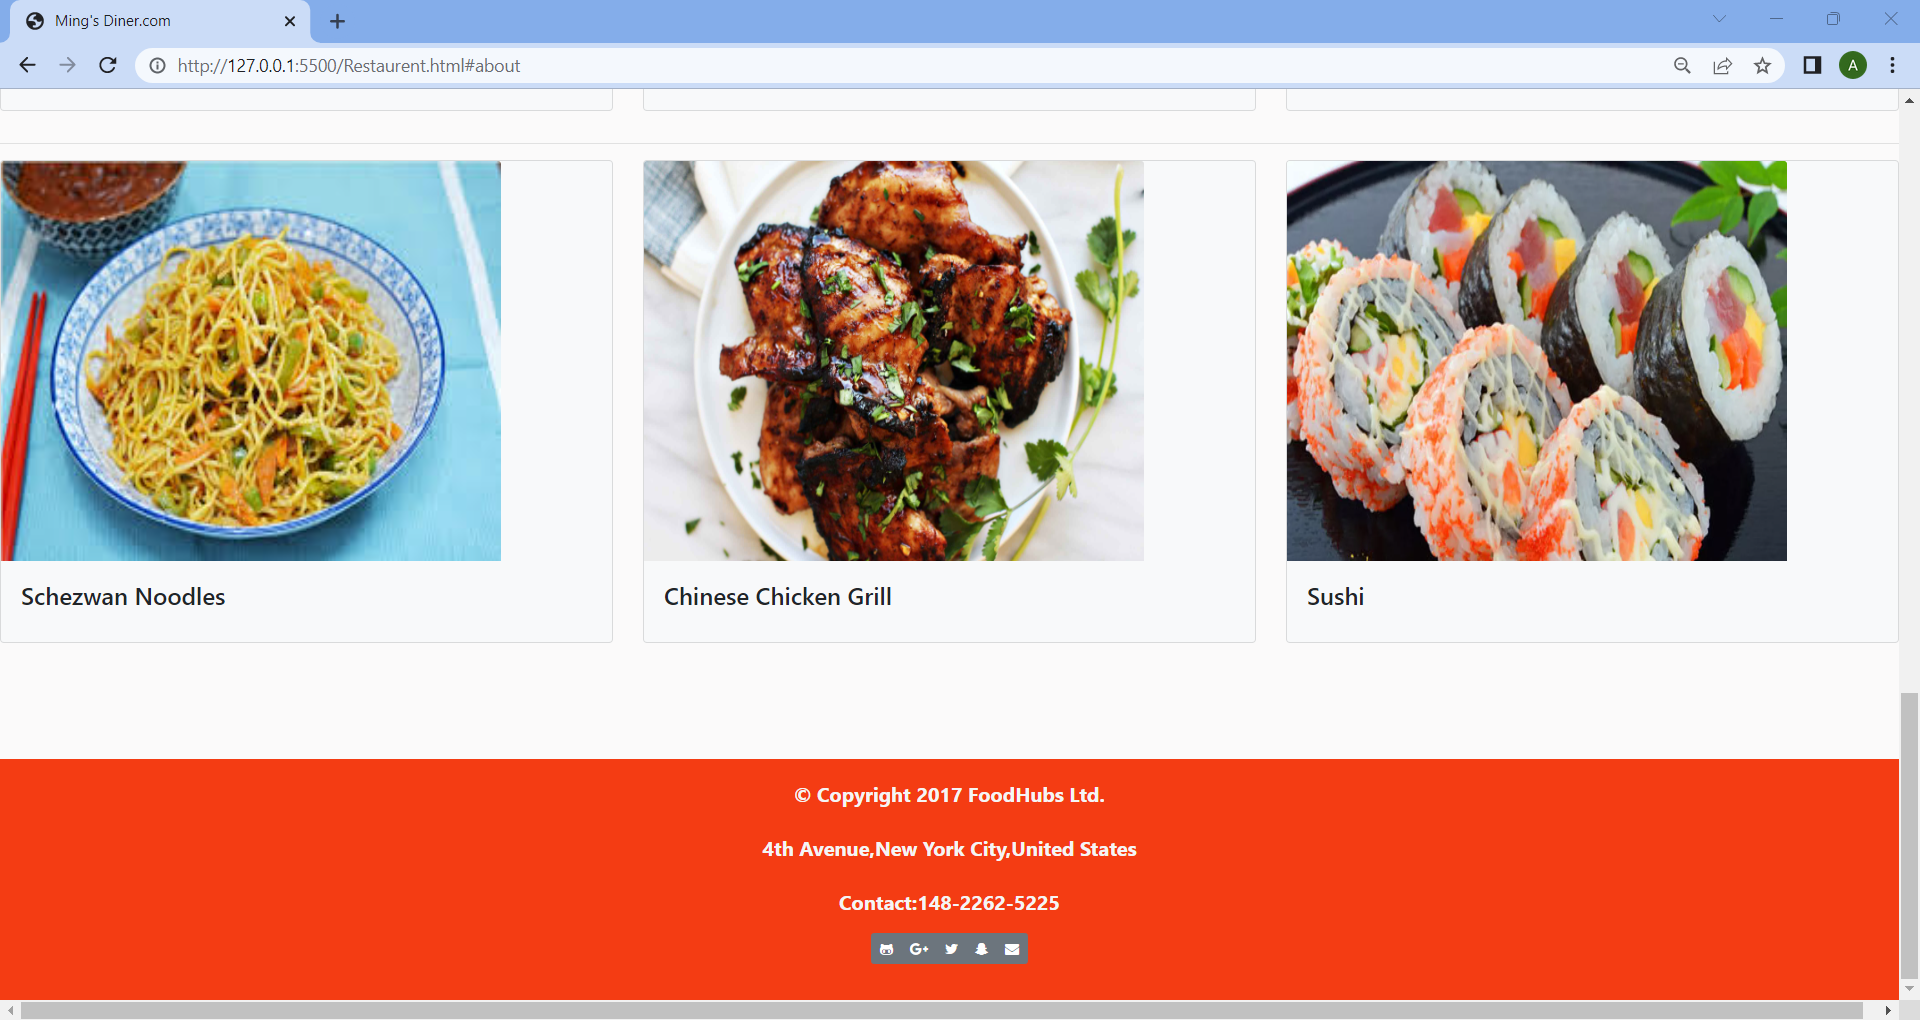 Ming's Diner.com
http://127.0.0.1:5500/Restaurent.html#about
A
Schezwan Noodles
Chinese Chicken Grill
Sushi
© Copyright 2017 FoodHubs Ltd.
4th Avenue,New York City,United States
Contact:148-2262-5225
G+